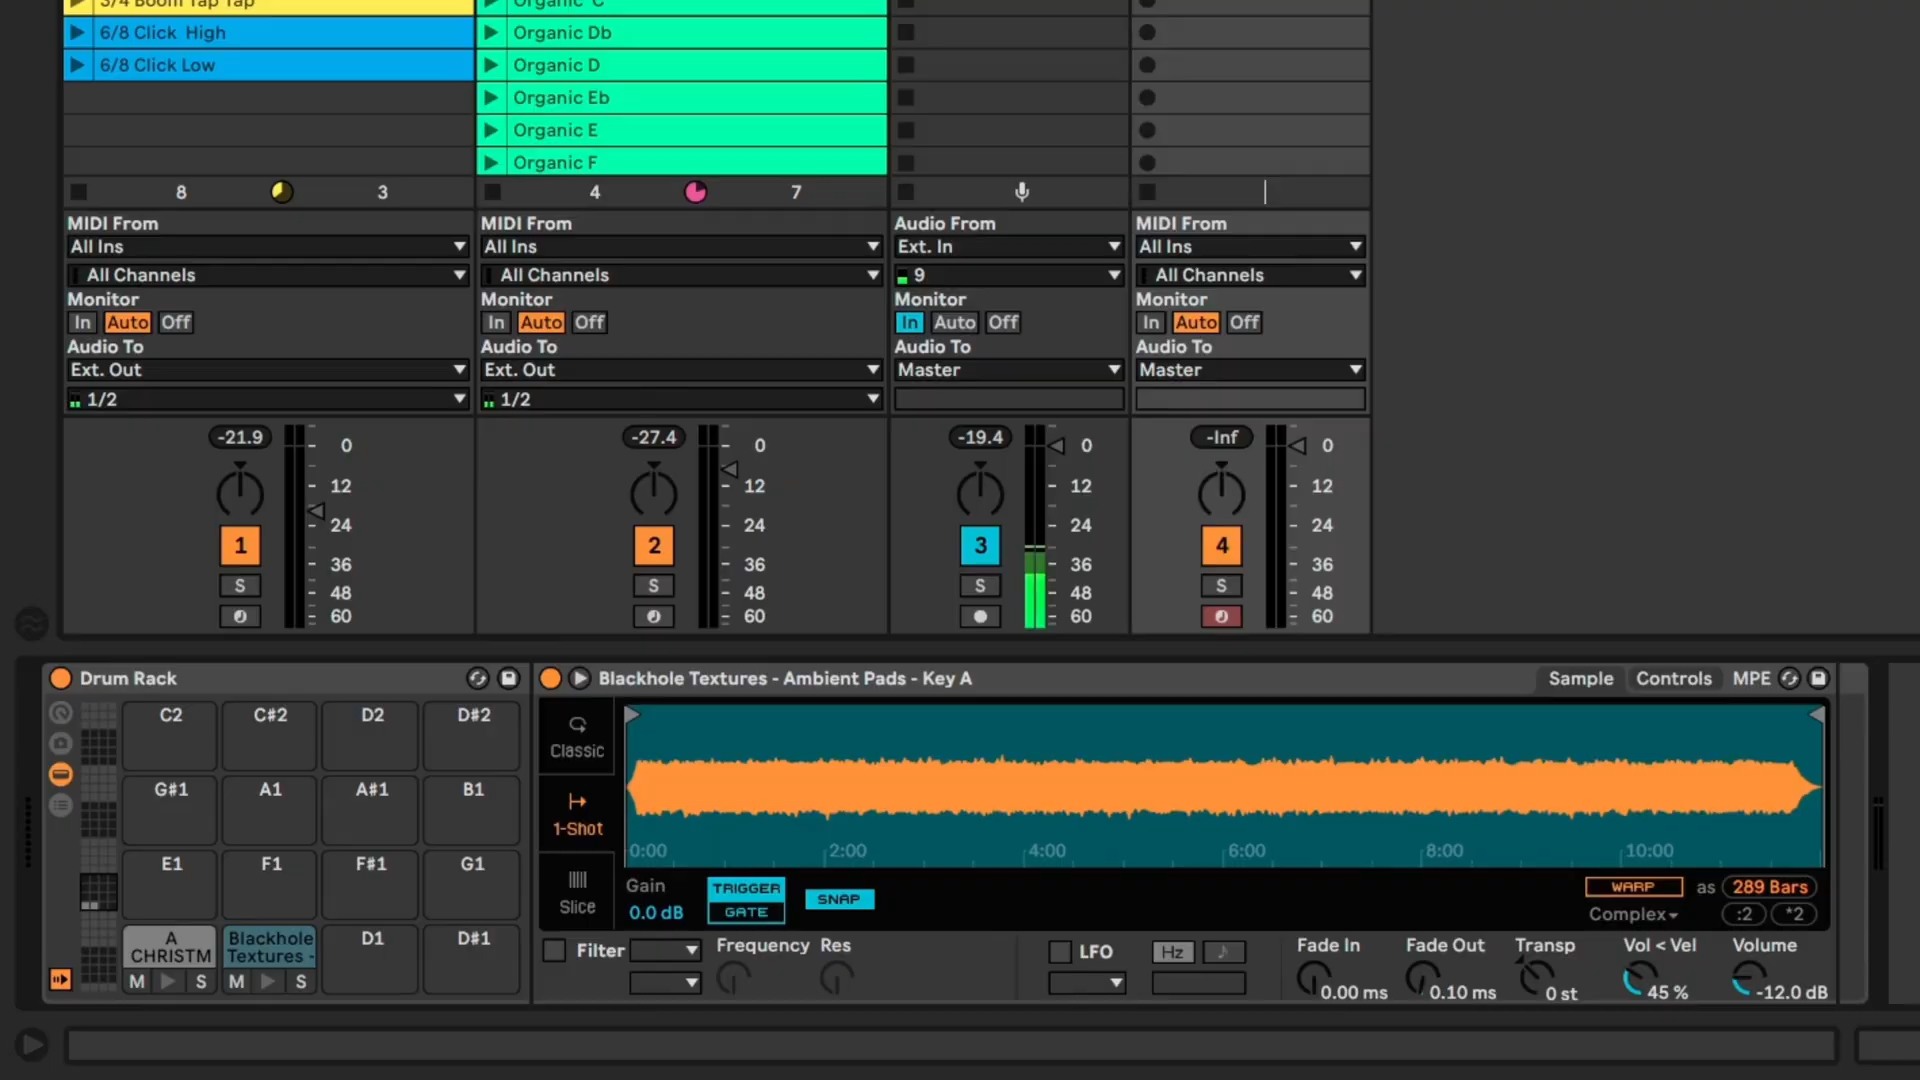 3/4 Boom Tap Tap
Organic C
6/8 Click High
Organic Db
6/8 Click Low
Organic D
Organic Eb
Organic E
Organic F
8 3 4 7
MIDI From MIDI From Audio From MIDI From
All Ins All Ins Ext. In All Ins
All Channels All Channels 9 All Channels
Monitor Monitor Monitor Monitor
In Auto Off In Auto Off In Auto Off In Auto Off
Audio To Audio To Audio To Audio To
Ext. Out Ext. Out Master Master
1/2 1/2
-21.9 0 -27.4 0 -19.4 0 -Inf 0
12 12 12 12
24 24 24 24
1 2 3 4
36 36 36 36
S S S S
48 48 48 48
60 60 60 60
Drum Rack
C2 C#2 D2 D#2
G#1 A1 A#1 B1
E1 F1 F#1 G1
A CHRISTM
Blackhole Textures -
D1 D#1
M S M S
Blackhole Textures - Ambient Pads - Key A Sample Controls MPE
Classic
1-Shot
Slice
0:00 2:00 4:00 6:00 8:00 10:00
Gain TRIGGER SNAP WARP as 289 Bars
0.0 dB GATE Complex :2 *2
Filter Frequency Res LFO Hz Fade In Fade Out Transp Vol < Vel Volume
0.00 ms 0.10 ms 0 st 45 % -12.0 dB